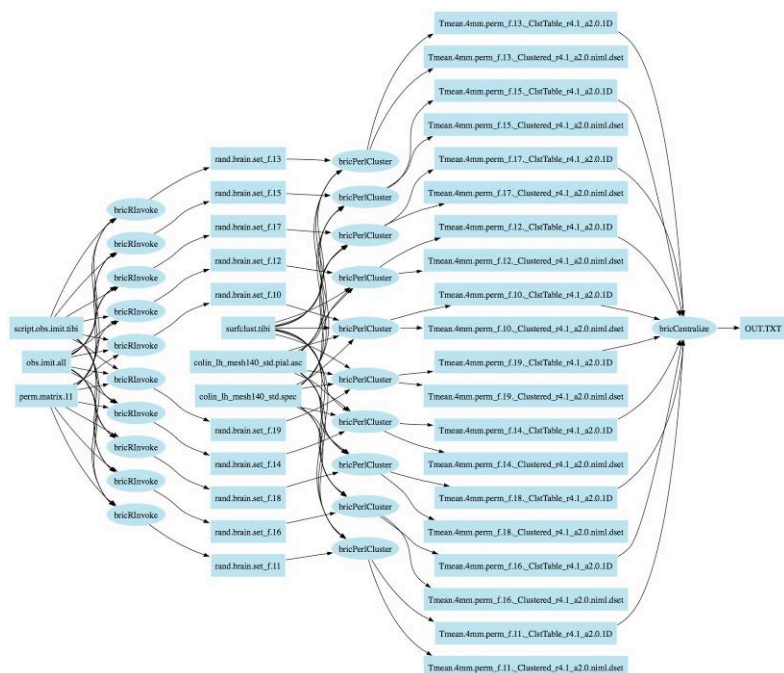 Tmean.4mm.perm_f.13._ClstTable_r4.1_a2.0.1D
Tmean.4mm.perm_f.13._Clustered_r4.1_a2.0.niml.dset
Tmean.4mm.perm_f.15._ClstTable_r4.1_a2.0.1D
Tmean.4mm.perm_f.15._Clustered_r4.1_a2.0.niml.dset
rand.brain.set_f.13
bricPerlCluster
Tmean.4mm.perm_f.17._ClstTable_r4.1_a2.0.1D
rand.brain.set_f.15
bricPerlCluster
Tmean.4mm.perm_f.17._Clustered_r4.1_a2.0.niml.dset
bricRInvoke
rand.brain.set_f.17
bricPerlCluster
Tmean.4mm.perm_f.12._ClstTable_r4.1_a2.0.1D
bricRInvoke
rand.brain.set_f.12
bricPerlCluster
Tmean.4mm.perm_f.12._Clustered_r4.1_a2.0.niml.dset
bricRInvoke
rand.brain.set_f.10
Tmean.4mm.perm_f.10._ClstTable_r4.1_a2.0.1D
bricRInvoke
script.obs.imit.tibi
surfclust.tibi
bricPerlCluster
Tmean.4mm.perm_f.10._Clustered_r4.1_a2.0.niml.dset
bricCentralize
OUT.TXT
bricRInvoke
obs.imit.all
colin_lh_mesh140_std.pial.asc
Tmean.4mm.perm_f.19._ClstTable_r4.1_a2.0.1D
bricRInvoke
bricPerlCluster
perm.matrix.11
colin_lh_mesh140_std.spec
Tmean.4mm.perm_f.19._Clustered_r4.1_a2.0.niml.dset
bricRInvoke
rand.brain.set_f.19
bricPerlCluster
Tmean.4mm.perm_f.14._ClstTable_r4.1_a2.0.1D
bricRInvoke
rand.brain.set_f.14
bricPerlCluster
Tmean.4mm.perm_f.14._Clustered_r4.1_a2.0.niml.dset
bricRInvoke
rand.brain.set_f.18
Tmean.4mm.perm_f.18._ClstTable_r4.1_a2.0.1D
bricRInvoke
rand.brain.set_f.16
bricPerlCluster
Tmean.4mm.perm_f.18._Clustered_r4.1_a2.0.niml.dset
rand.brain.set_f.11
bricPerlCluster
Tmean.4mm.perm_f.16._ClstTable_r4.1_a2.0.1D
Tmean.4mm.perm_f.16._Clustered_r4.1_a2.0.niml.dset
Tmean.4mm.perm_f.11._ClstTable_r4.1_a2.0.1D
Tmean.4mm.perm_f.11._Clustered_r4.1_a2.0.niml.dset